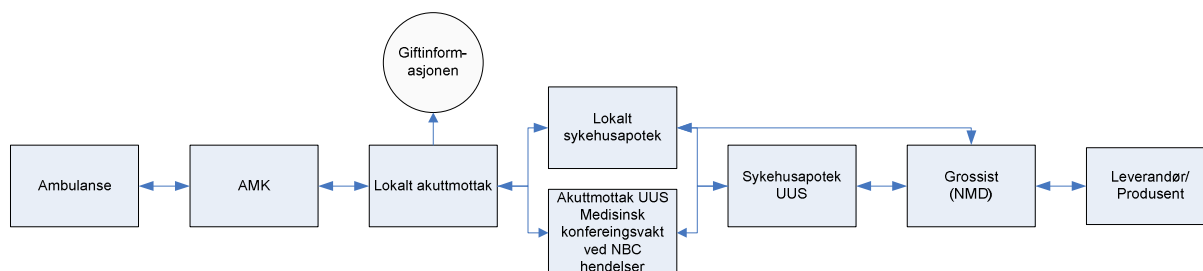 Giftinform-
asjonen
Lokalt
sykehusapotek
Ambulanse
AMK
Lokalt akuttmottak
Akuttmottak UUS
Medisinsk
konfereingsvakt
ved NBC
hendelser
Sykehusapotek
UUS
Grossist
(NMD)
Leverandør/
Produsent